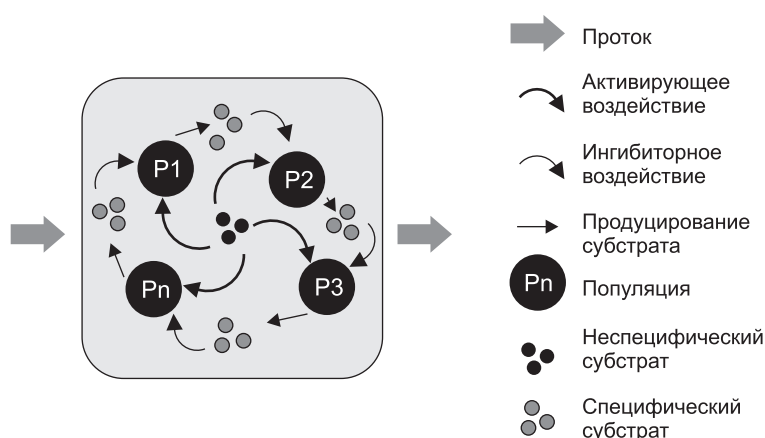 P1
P2
P3
Pn
Проток
Активирующее
воздействие
Ингибиторное
воздействие
Продуцирование
субстрата
Pn
Популяция
Неспецифический
субстрат
Специфический
субстрат